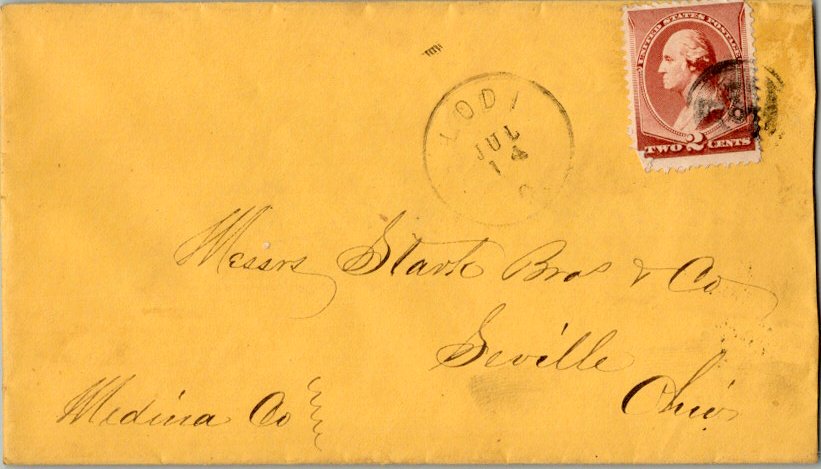 UNITED STATES POSTAGE
TWO 2 CENTS
LODI
JUL
14
O
Messrs Stark Bros & Co
Seville
Ohio
Medina Co